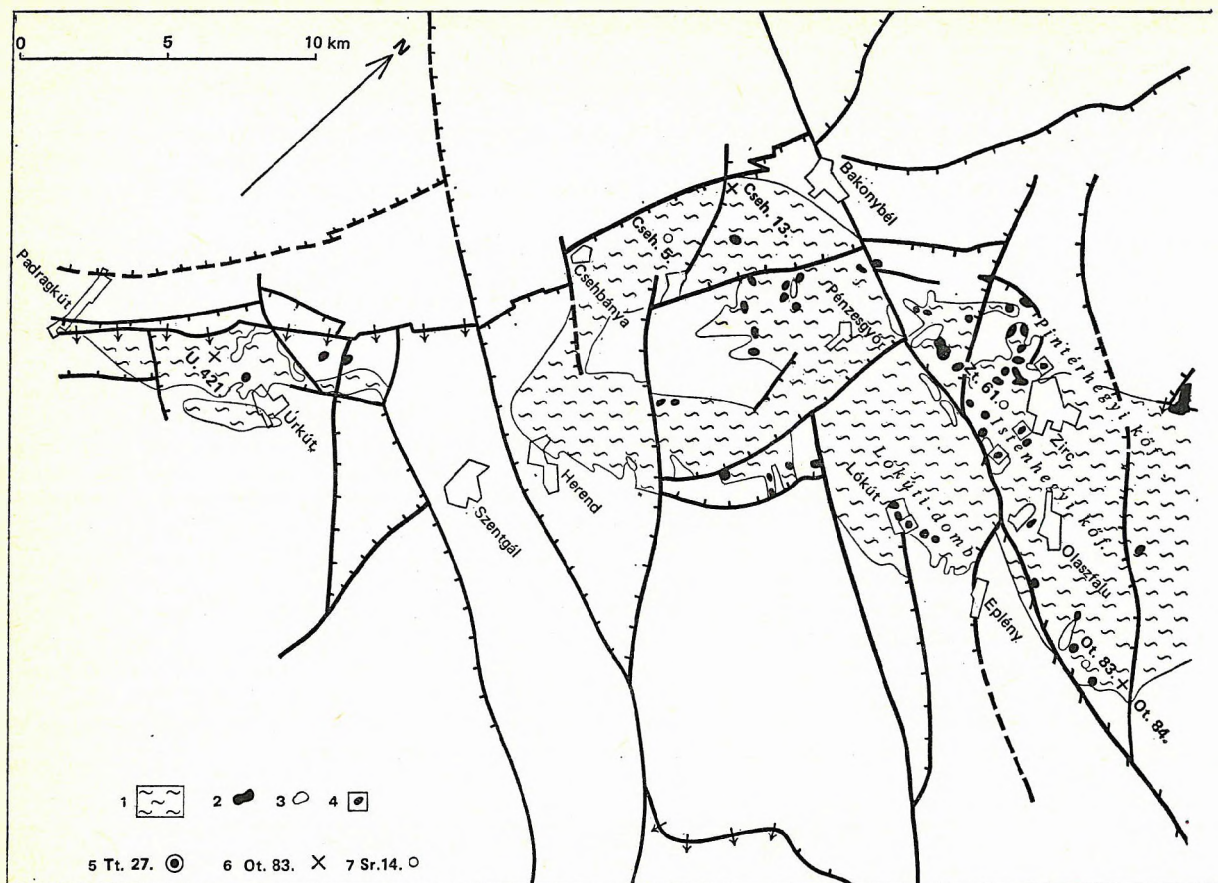 0 5 10 km
N
Padragkút
Bakonybél
Cseh. 13.
Cseh. 5.
Csehbánya
Pénzesgyőr
Pintérhegyi köf.
Ú. 421.
Úrkút
Zt. 61.
Zirc
Istenhegyi köf.
Herend
Szentgál
Lókút
Lókúti-domb
Olaszfalu
Eplény
Ot. 83.
Ot. 84.
1 2 3 4
5 Tt. 27. 6 Ot. 83. 7 Sr.14.